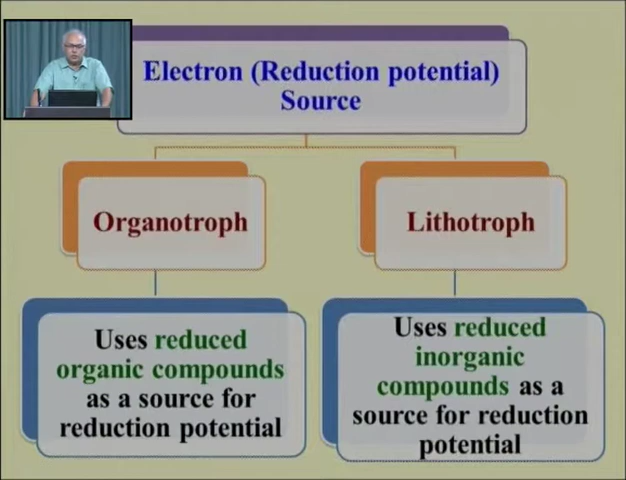 Electron (Reduction potential)
Source
Organotroph
Lithotroph
Uses reduced
organic compounds
as a source for
reduction potential
Uses reduced
inorganic
compounds as a
source for reduction
potential